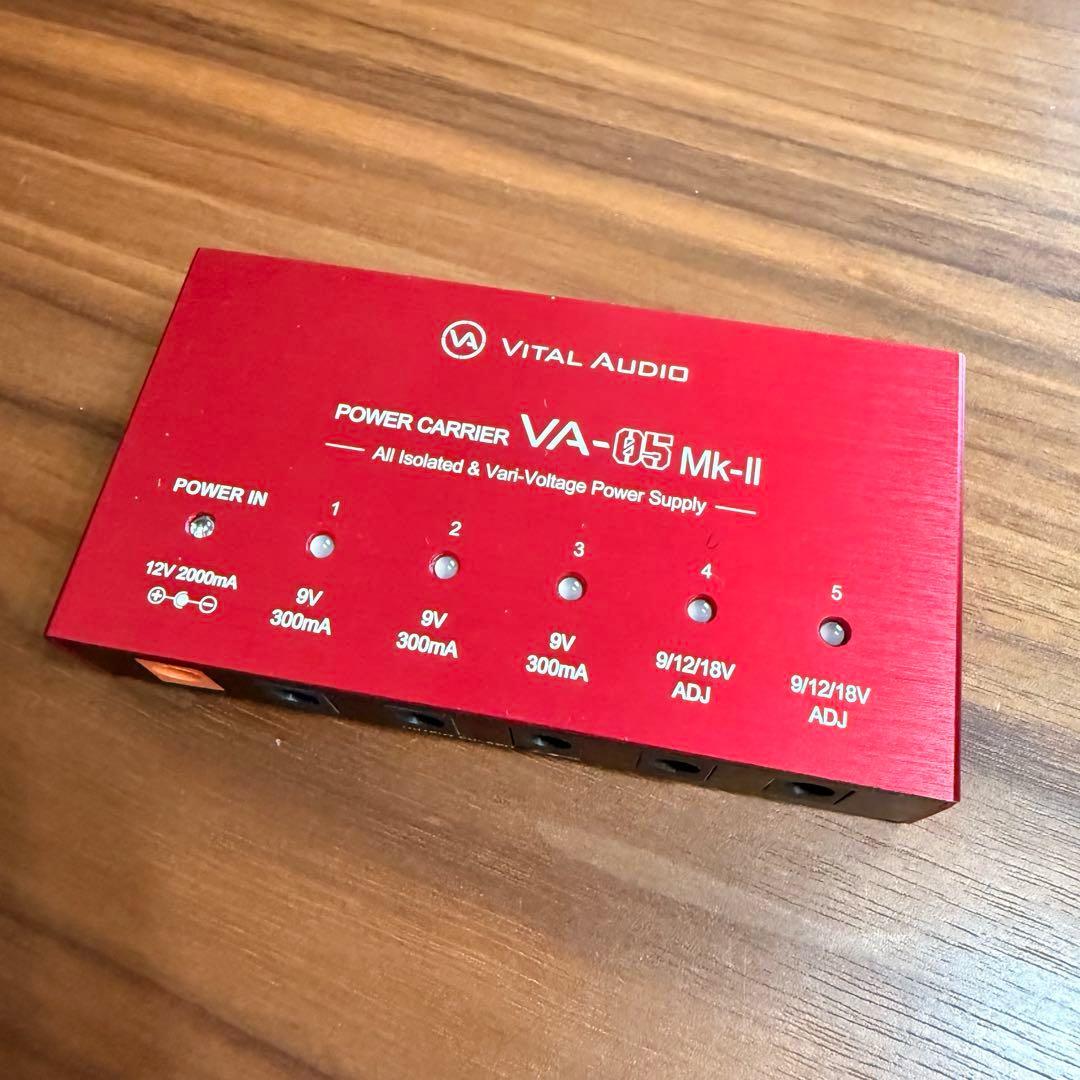 VA VITAL AUDIO
POWER CARRIER VA-05 Mk-II
All Isolated & Vari-Voltage Power Supply
POWER IN
12V 2000mA
+ -
1
9V
300mA
2
9V
300mA
3
9V
300mA
4
9/12/18V
ADJ
5
9/12/18V
ADJ